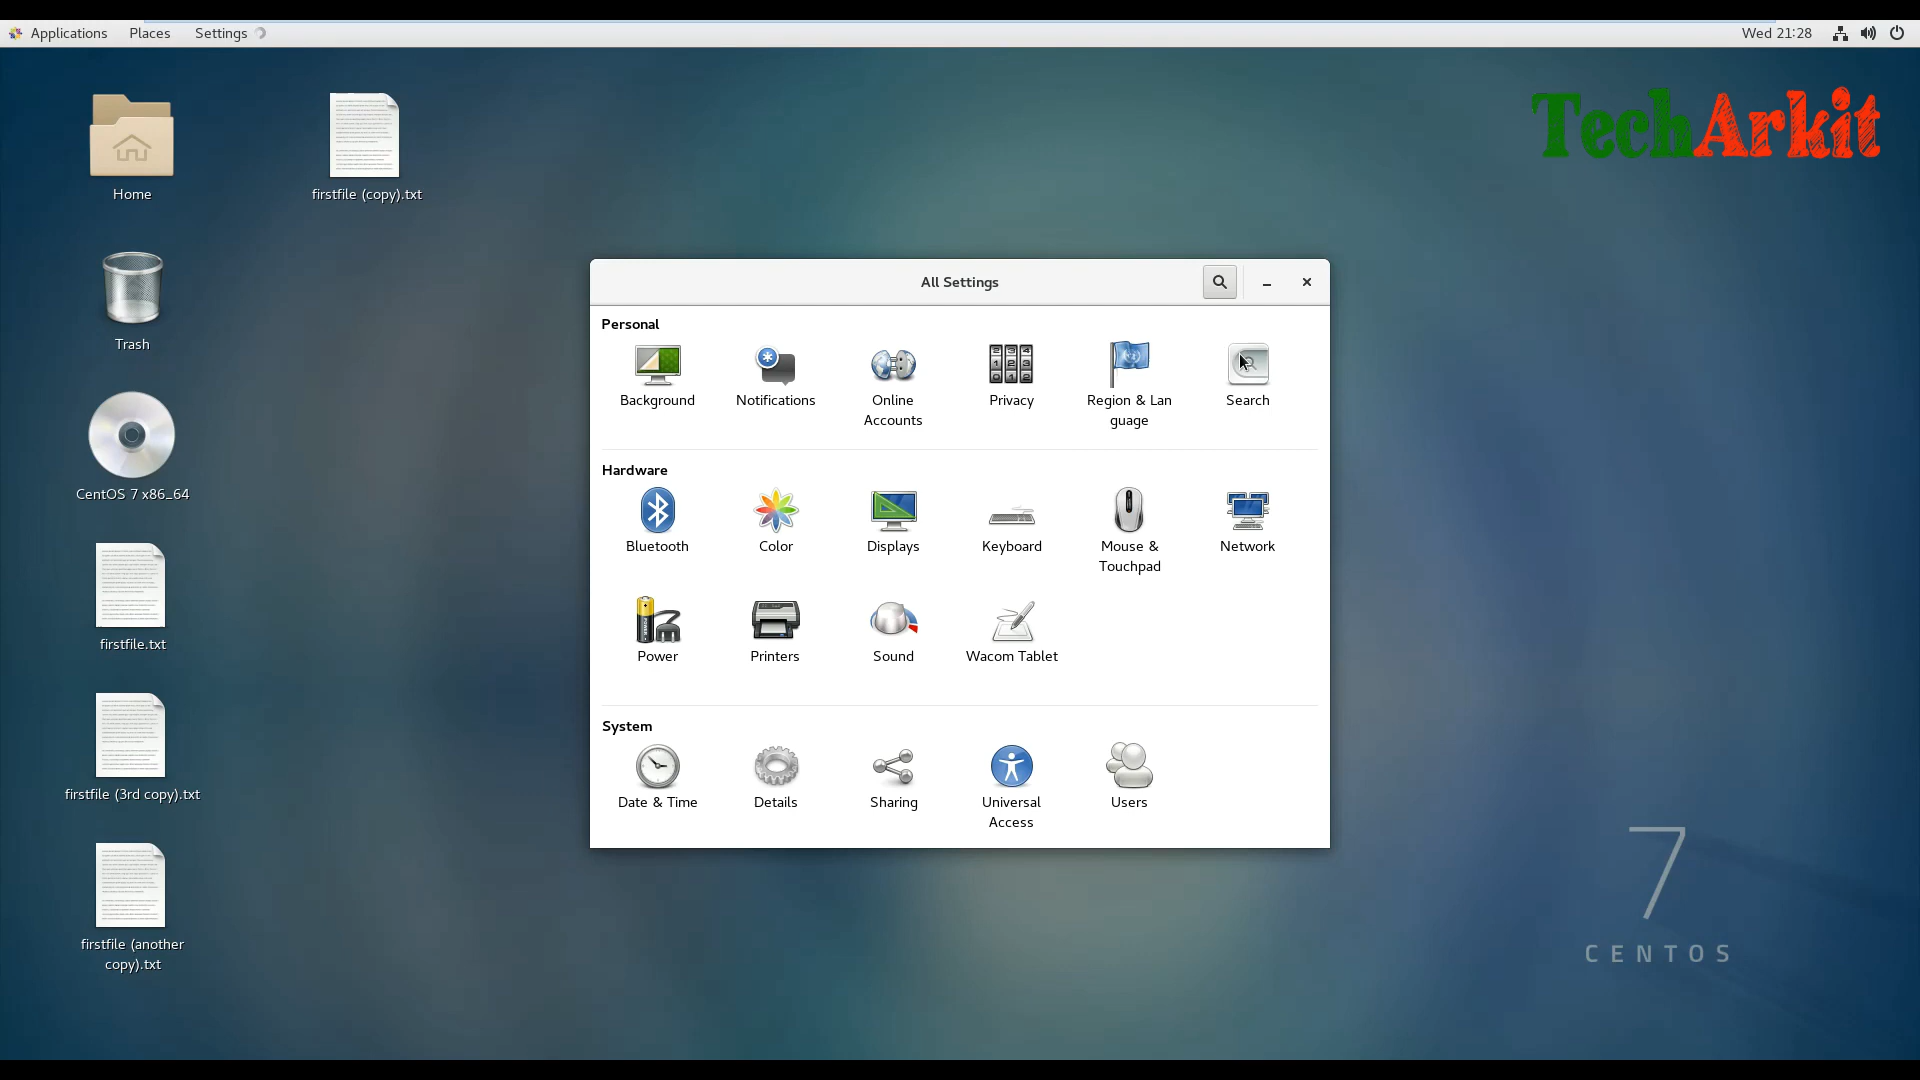 Applications Places Settings Wed 21:28
TechArkit
Home
firstfile (copy).txt
Trash
CentOS 7 x86_64
firstfile.txt
firstfile (3rd copy).txt
firstfile (another
copy).txt
All Settings
Personal
Background Notifications Online Privacy Region & Lan Search
Accounts guage
Hardware
Bluetooth Color Displays Keyboard Mouse & Network
Touchpad
Power Printers Sound Wacom Tablet
System
Date & Time Details Sharing Universal Users
Access
7
CENTOS